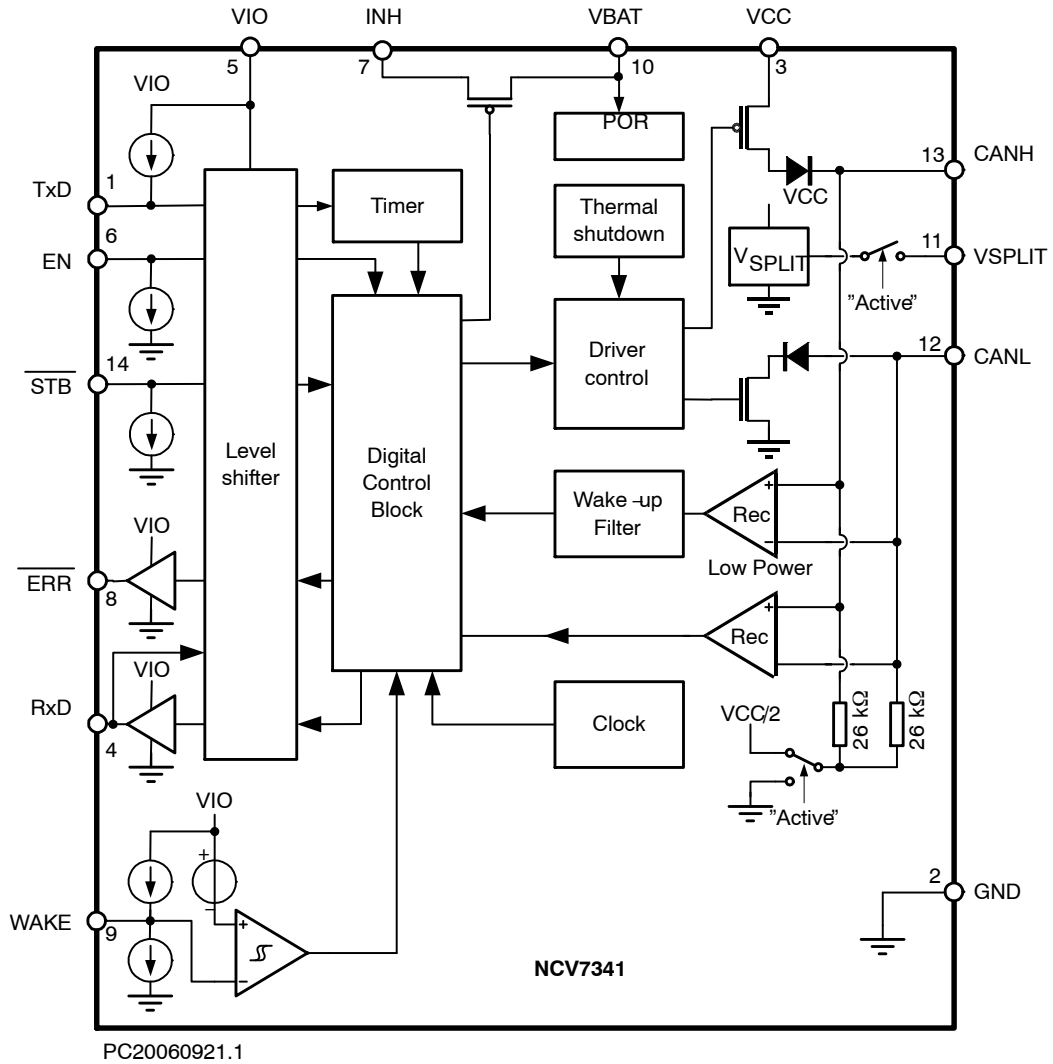 VIO
INH
VBAT
VCC
5
7
10
3
VIO
POR
13
CANH
VCC
1
TxD
Timer
Thermal
shutdown
6
EN
11
VSPLIT
VSPLIT
"Active"
14
STB
12
CANL
Driver
control
Level
shifter
Digital
Control
Block
Wake-up
Filter
+
Rec
−
Low Power
VIO
ERR
8
+
Rec
−
VIO
RxD
4
Clock
VCC/2
26 kΩ
26 kΩ
"Active"
VIO
+
−
2
GND
WAKE
9
+
−
NCV7341
PC20060921.1